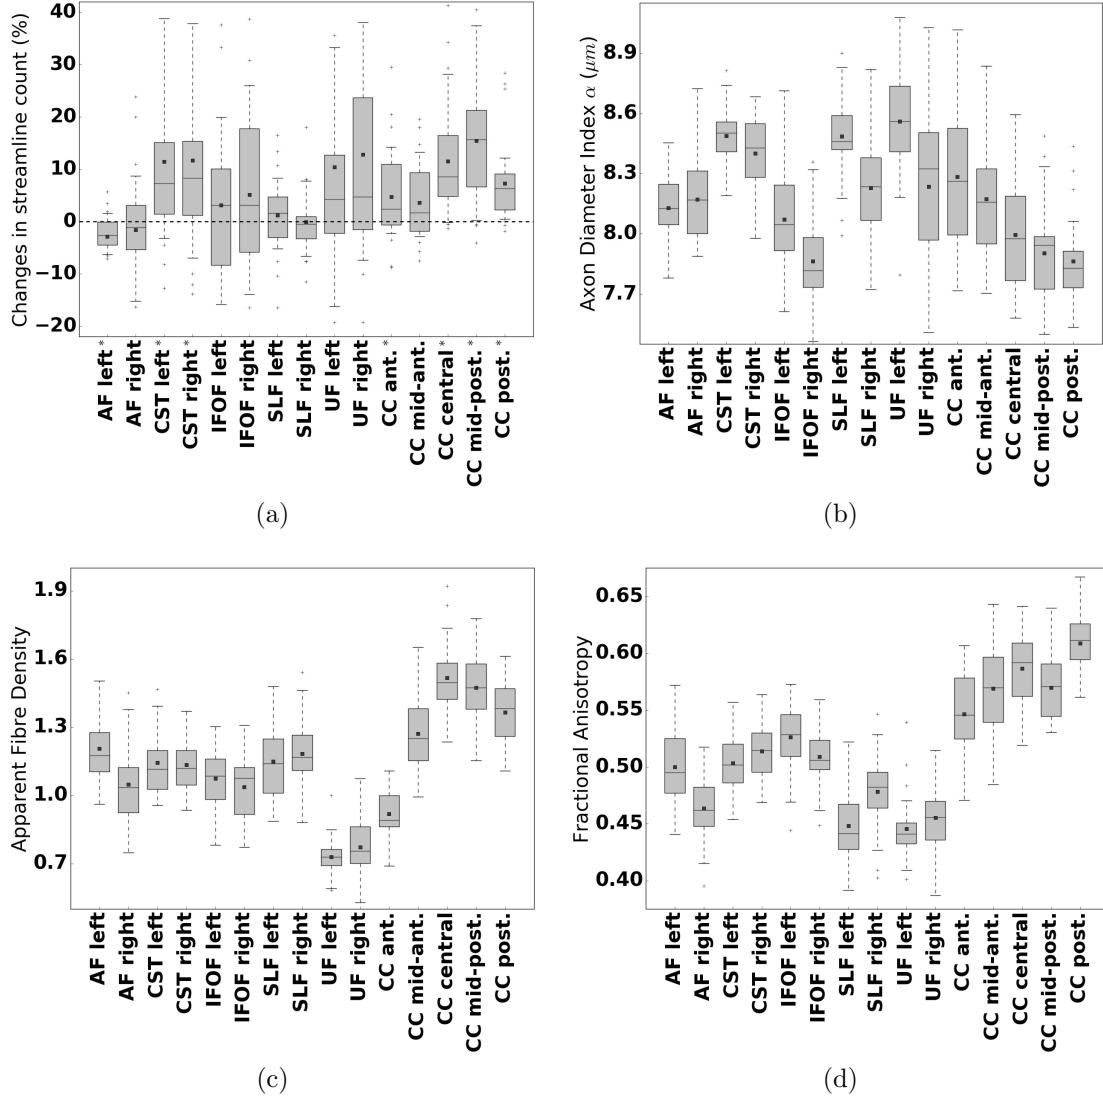 Changes in streamline count (%)
40
30
20
10
0
−10
−20
AF left*
AF right
CST left*
CST right*
IFOF left
IFOF right
SLF left
SLF right
UF left
UF right
CC ant.*
CC mid-ant.
CC central*
CC mid-post.*
CC post.*
(a)
Axon Diameter Index α (μm)
8.9
8.6
8.3
8.0
7.7
AF left
AF right
CST left
CST right
IFOF left
IFOF right
SLF left
SLF right
UF left
UF right
CC ant.
CC mid-ant.
CC central
CC mid-post.
CC post.
(b)
Apparent Fibre Density
1.9
1.6
1.3
1.0
0.7
AF left
AF right
CST left
CST right
IFOF left
IFOF right
SLF left
SLF right
UF left
UF right
CC ant.
CC mid-ant.
CC central
CC mid-post.
CC post.
(c)
Fractional Anisotropy
0.65
0.60
0.55
0.50
0.45
0.40
AF left
AF right
CST left
CST right
IFOF left
IFOF right
SLF left
SLF right
UF left
UF right
CC ant.
CC mid-ant.
CC central
CC mid-post.
CC post.
(d)